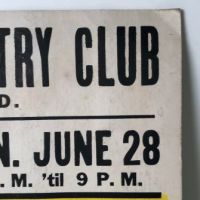 TRY CLUB
D.
N. JUNE 28
. M. 'til 9 P. M.